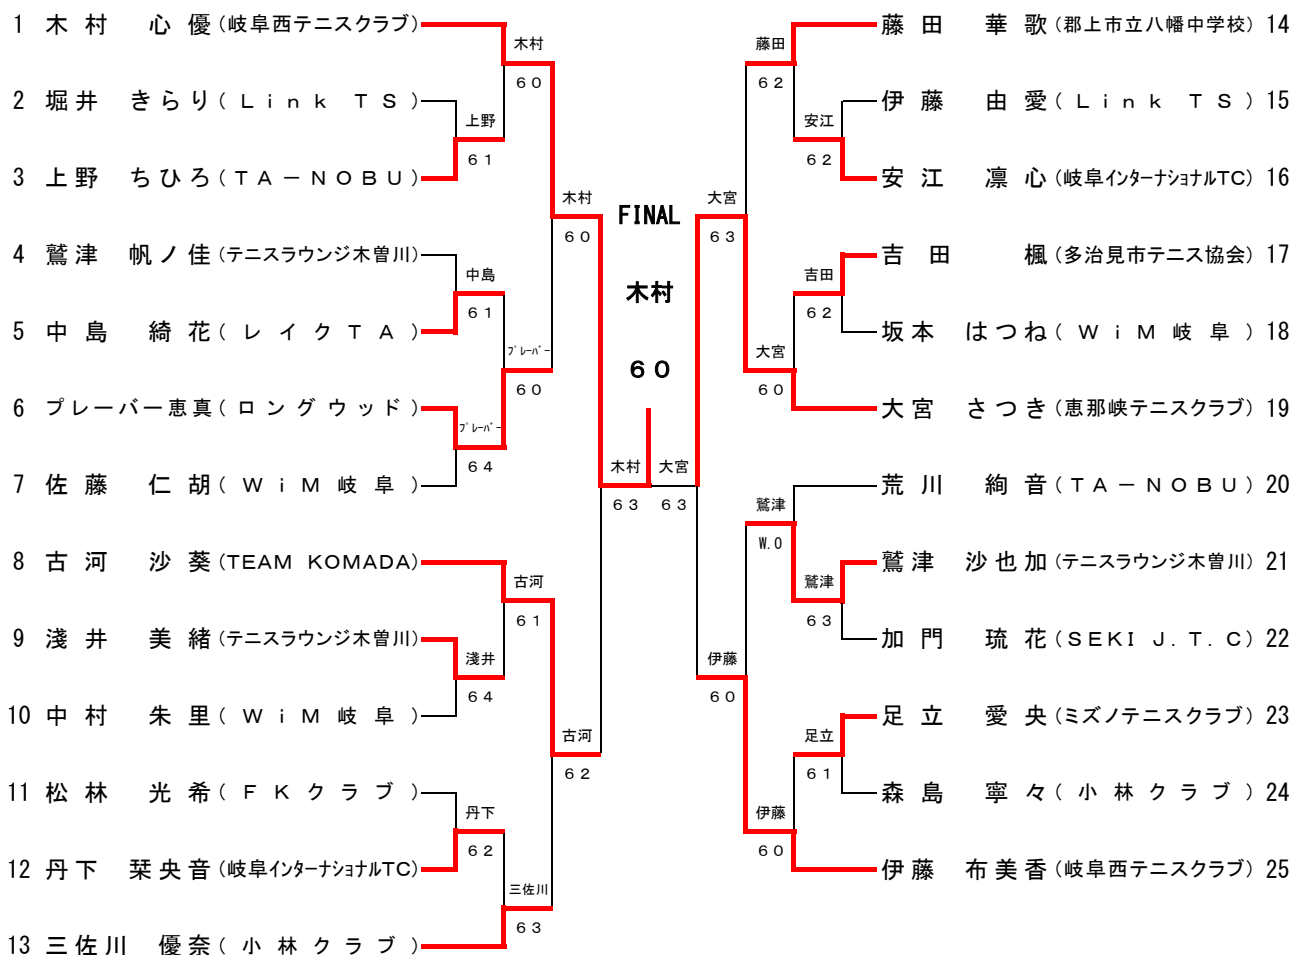 1 木村 心優 (岐阜西テニスクラブ)
2 堀井 きらり (Link TS)
3 上野 ちひろ (TA－NOBU)
4 鷲津 帆ノ佳 (テニスラウンジ木曽川)
5 中島 綺花 (レイクTA)
6 プレーバー恵真 (ロングウッド)
7 佐藤 仁胡 (WiM岐阜)
8 古河 沙葵 (TEAM KOMADA)
9 淺井 美緒 (テニスラウンジ木曽川)
10 中村 朱里 (WiM岐阜)
11 松林 光希 (FKクラブ)
12 丹下 栞央音 (岐阜インターナショナルTC)
13 三佐川 優奈 (小林クラブ)
木村
60
上野
61
中島
61
プレーバー
64
プレーバー
60
木村
60
古河
61
淺井
64
丹下
62
三佐川
63
古河
62
木村
63
FINAL
木村
60
大宮
63
大宮
63
藤田
62
安江
62
吉田
62
大宮
60
鷲津
W.O
鷲津
63
伊藤
60
足立
61
伊藤
60
藤田 華歌 (郡上市立八幡中学校) 14
伊藤 由愛 (Link TS) 15
安江 凛心 (岐阜インターナショナルTC) 16
吉田 楓 (多治見市テニス協会) 17
坂本 はつね (WiM岐阜) 18
大宮 さつき (恵那峡テニスクラブ) 19
荒川 絢音 (TA－NOBU) 20
鷲津 沙也加 (テニスラウンジ木曽川) 21
加門 琉花 (SEKI J.T.C) 22
足立 愛央 (ミズノテニスクラブ) 23
森島 寧々 (小林クラブ) 24
伊藤 布美香 (岐阜西テニスクラブ) 25